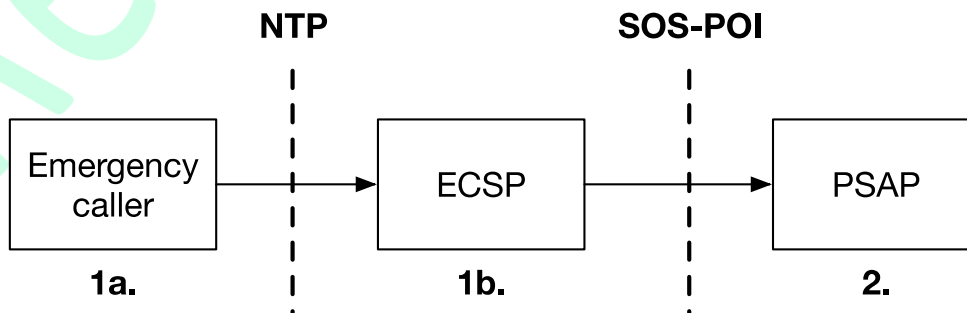 NTP
SOS-POI
Emergency
caller
ECSP
PSAP
1a.
1b.
2.